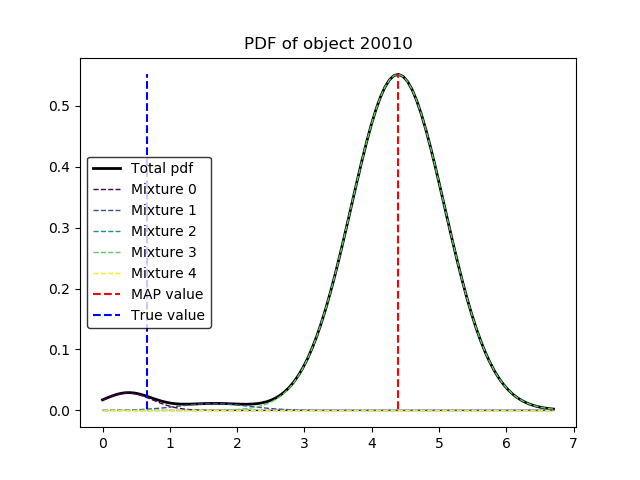 PDF of object 20010
0.5
0.4
0.3
0.2
0.1
0.0
Total pdf
Mixture 0
Mixture 1
Mixture 2
Mixture 3
Mixture 4
MAP value
True value
0 1 2 3 4 5 6 7